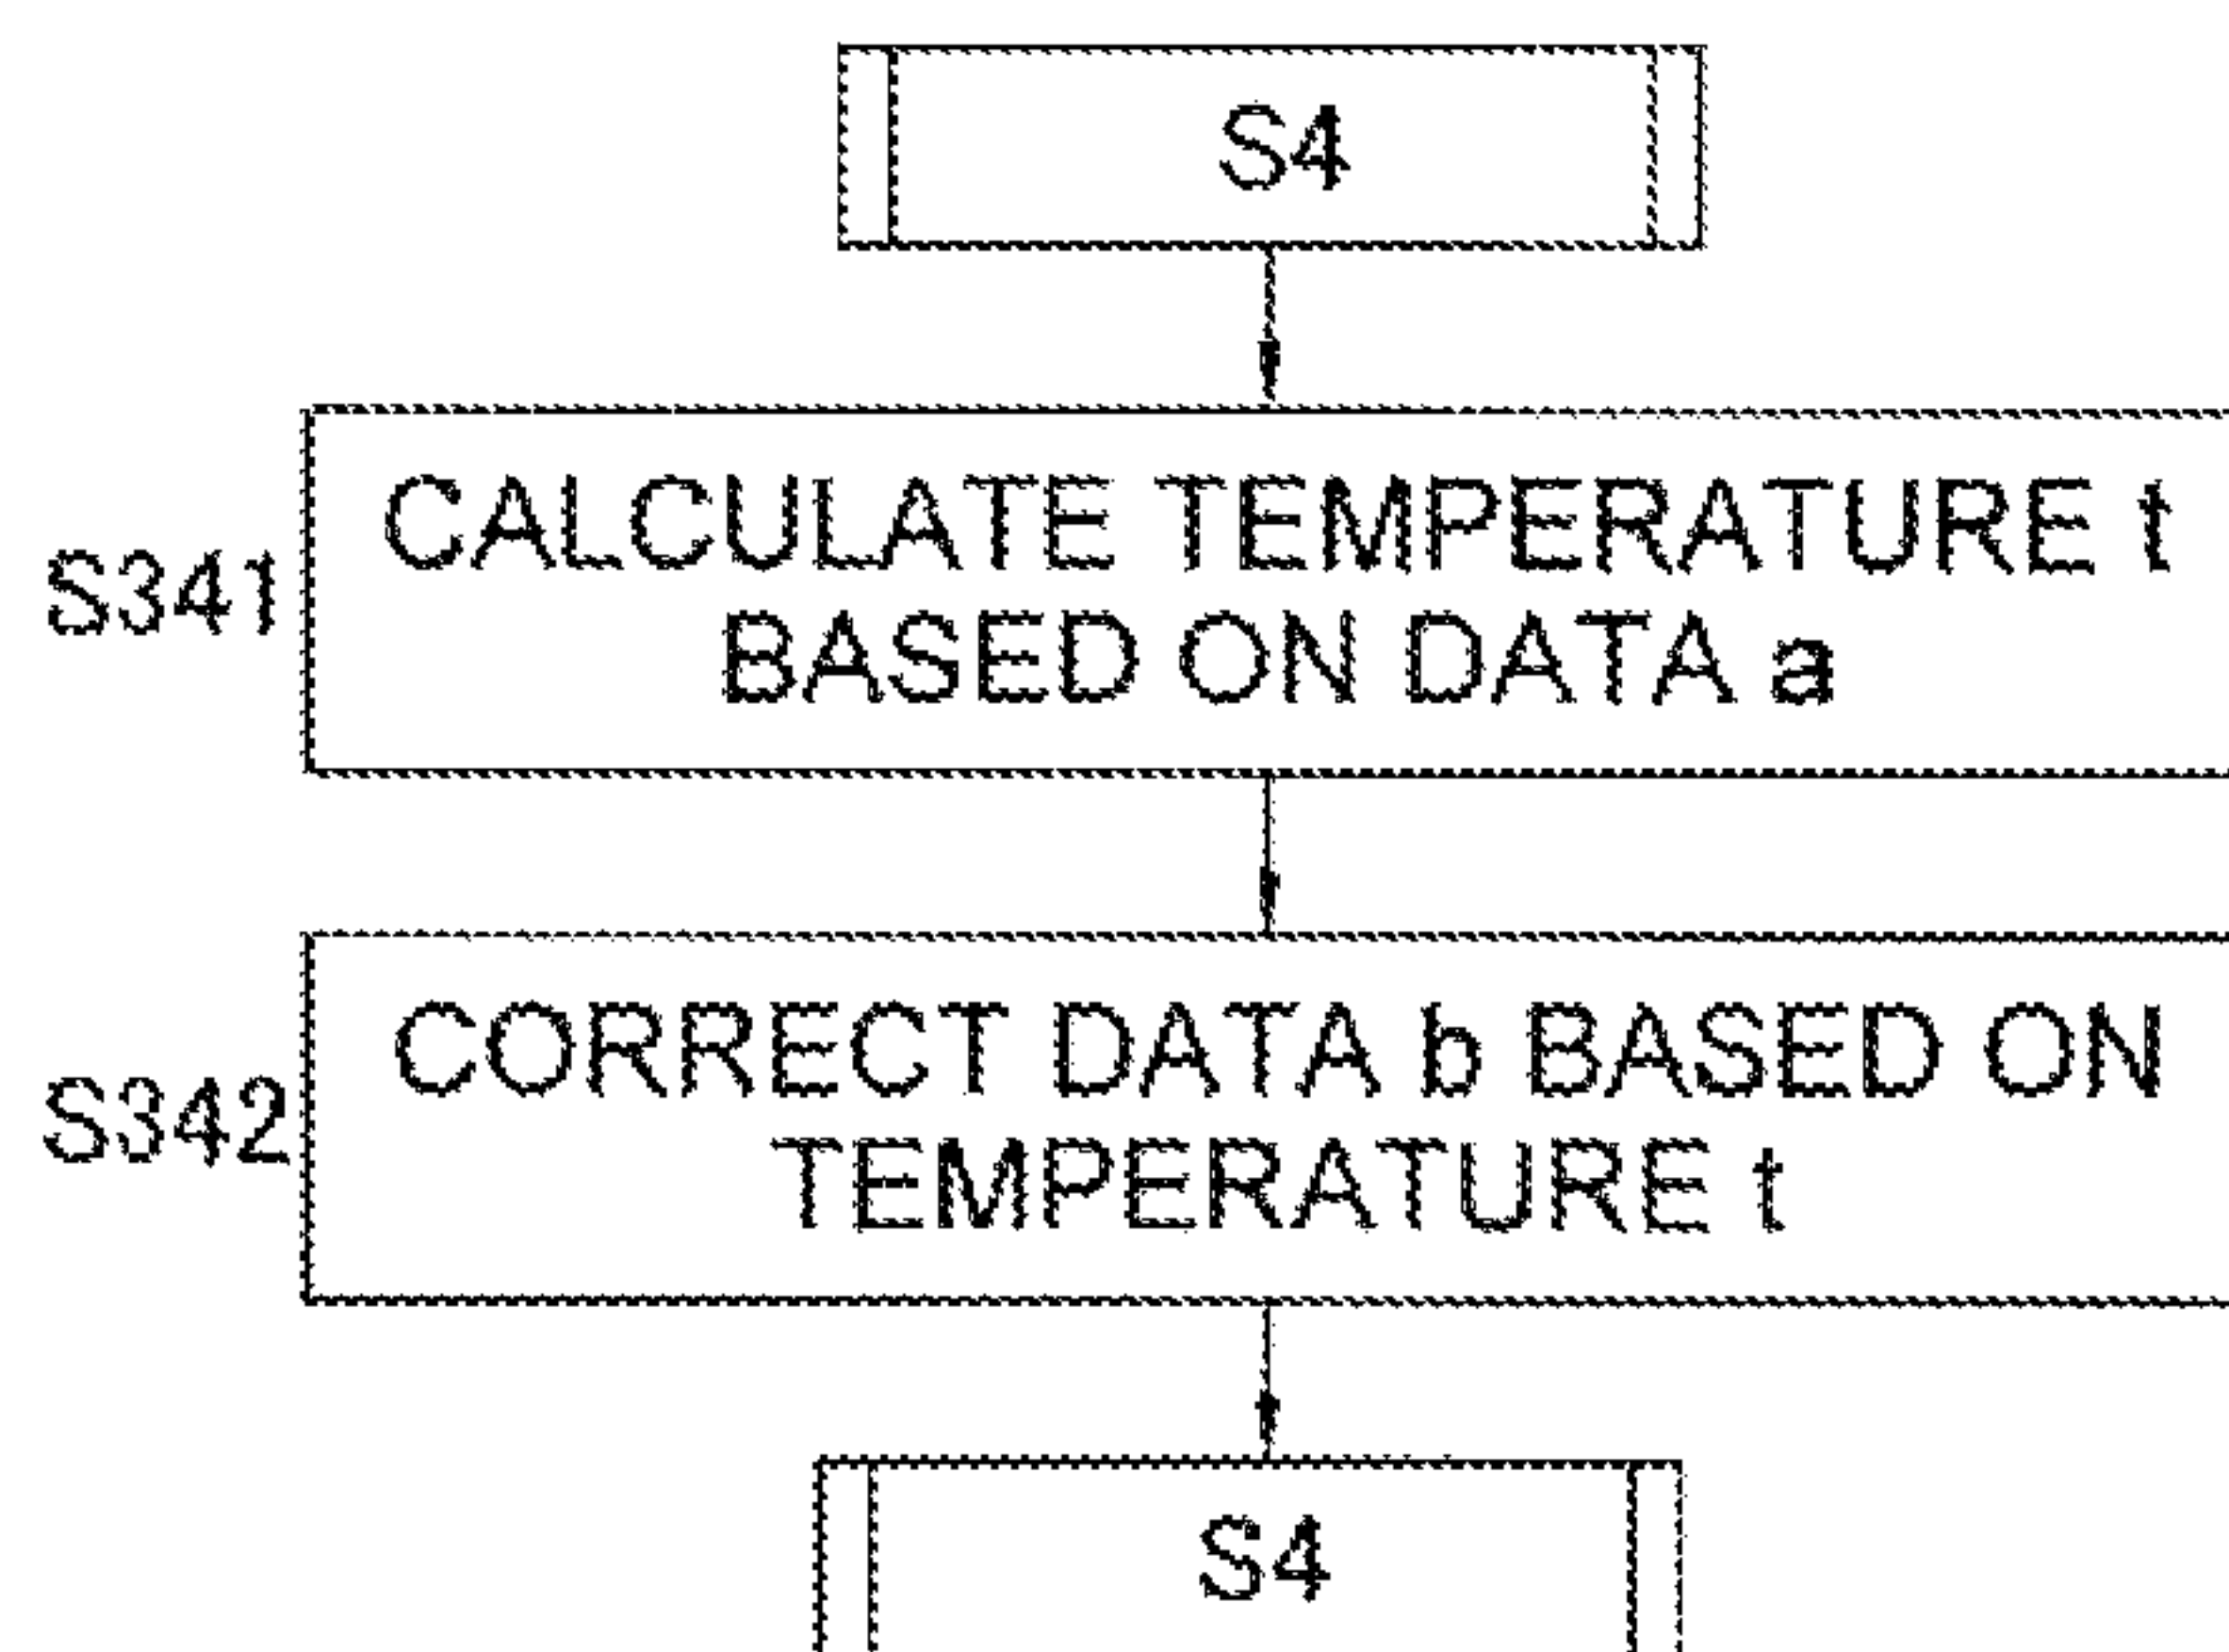 S4
S341
CALCULATE TEMPERATURE t
BASED ON DATA a
S342
CORRECT DATA b BASED ON
TEMPERATURE t
S4